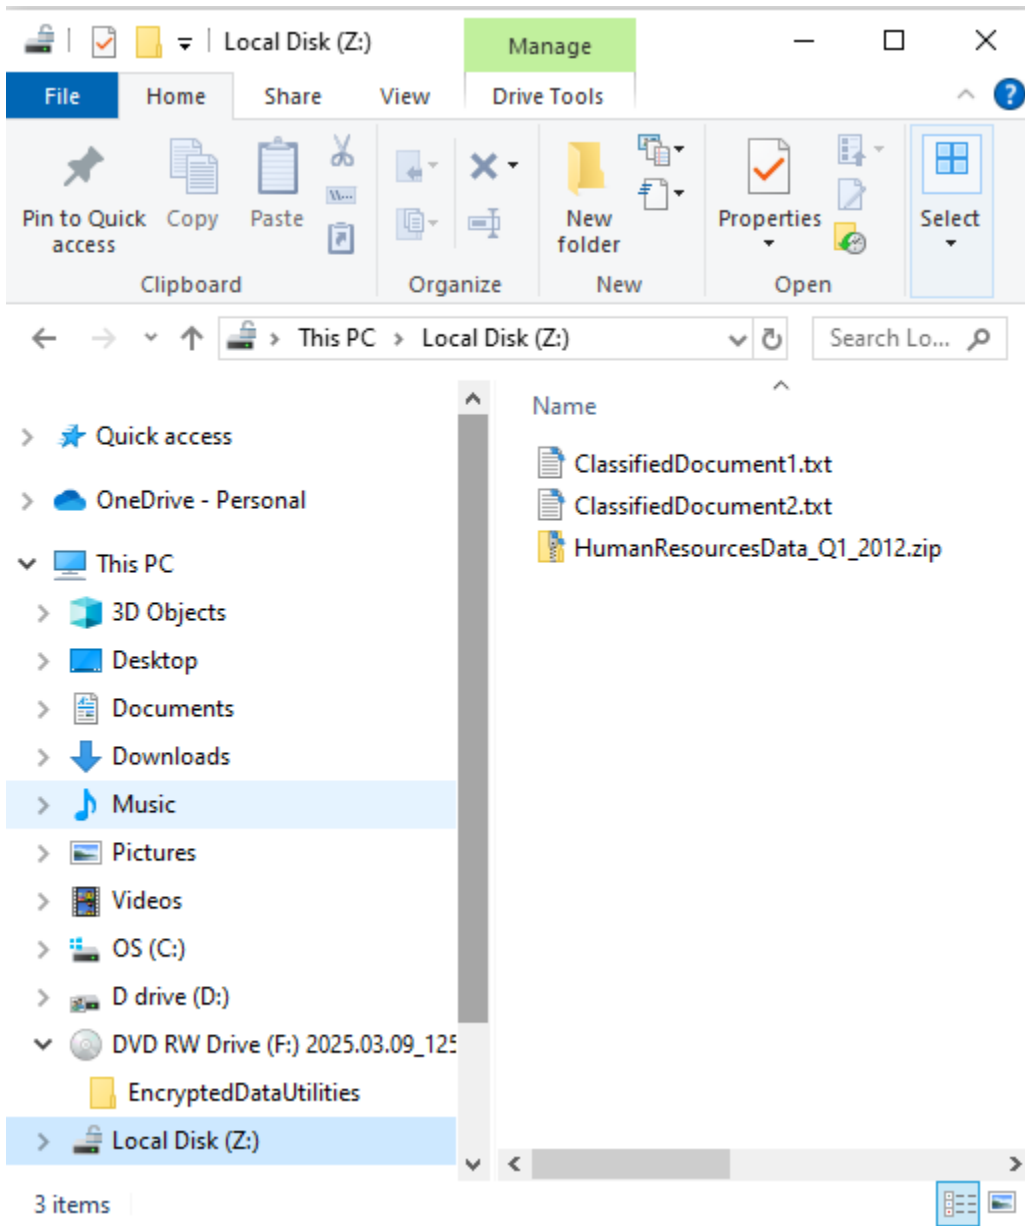 Local Disk (Z:)
Manage
File
Home
Share
View
Drive Tools
?
Pin to Quick access
Copy
Paste
New folder
Properties
Select
Clipboard
Organize
New
Open
This PC > Local Disk (Z:)
Search Lo...
Name
Quick access
OneDrive - Personal
This PC
3D Objects
Desktop
Documents
Downloads
Music
Pictures
Videos
OS (C:)
D drive (D:)
DVD RW Drive (F:) 2025.03.09_125
EncryptedDataUtilities
Local Disk (Z:)
ClassifiedDocument1.txt
ClassifiedDocument2.txt
HumanResourcesData_Q1_2012.zip
3 items